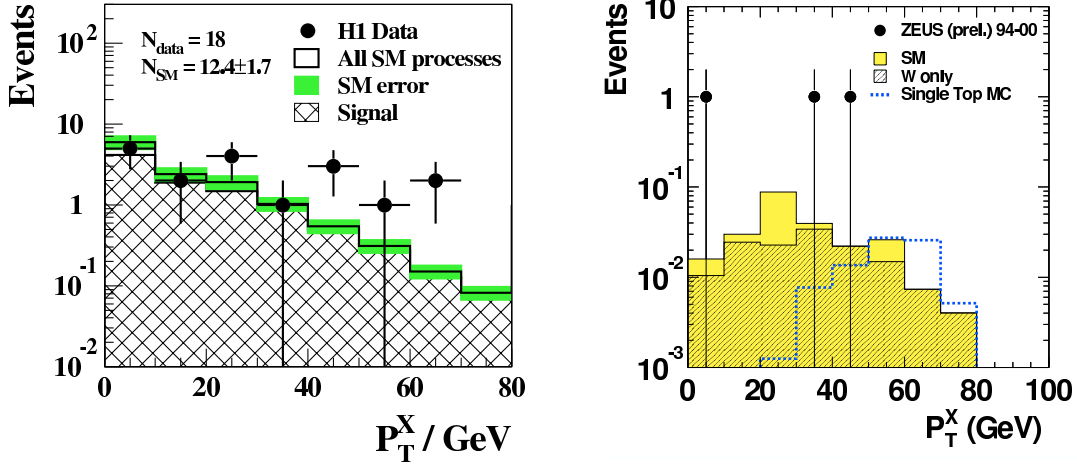 Events
10²
10
1
10⁻¹
10⁻²
N_data = 18
N_SM = 12.4±1.7
H1 Data
All SM processes
SM error
Signal
0 20 40 60 80
P_T^X / GeV
Events
10
1
10⁻¹
10⁻²
10⁻³
ZEUS (prel.) 94-00
SM
W only
Single Top MC
0 20 40 60 80 100
P_T^X (GeV)